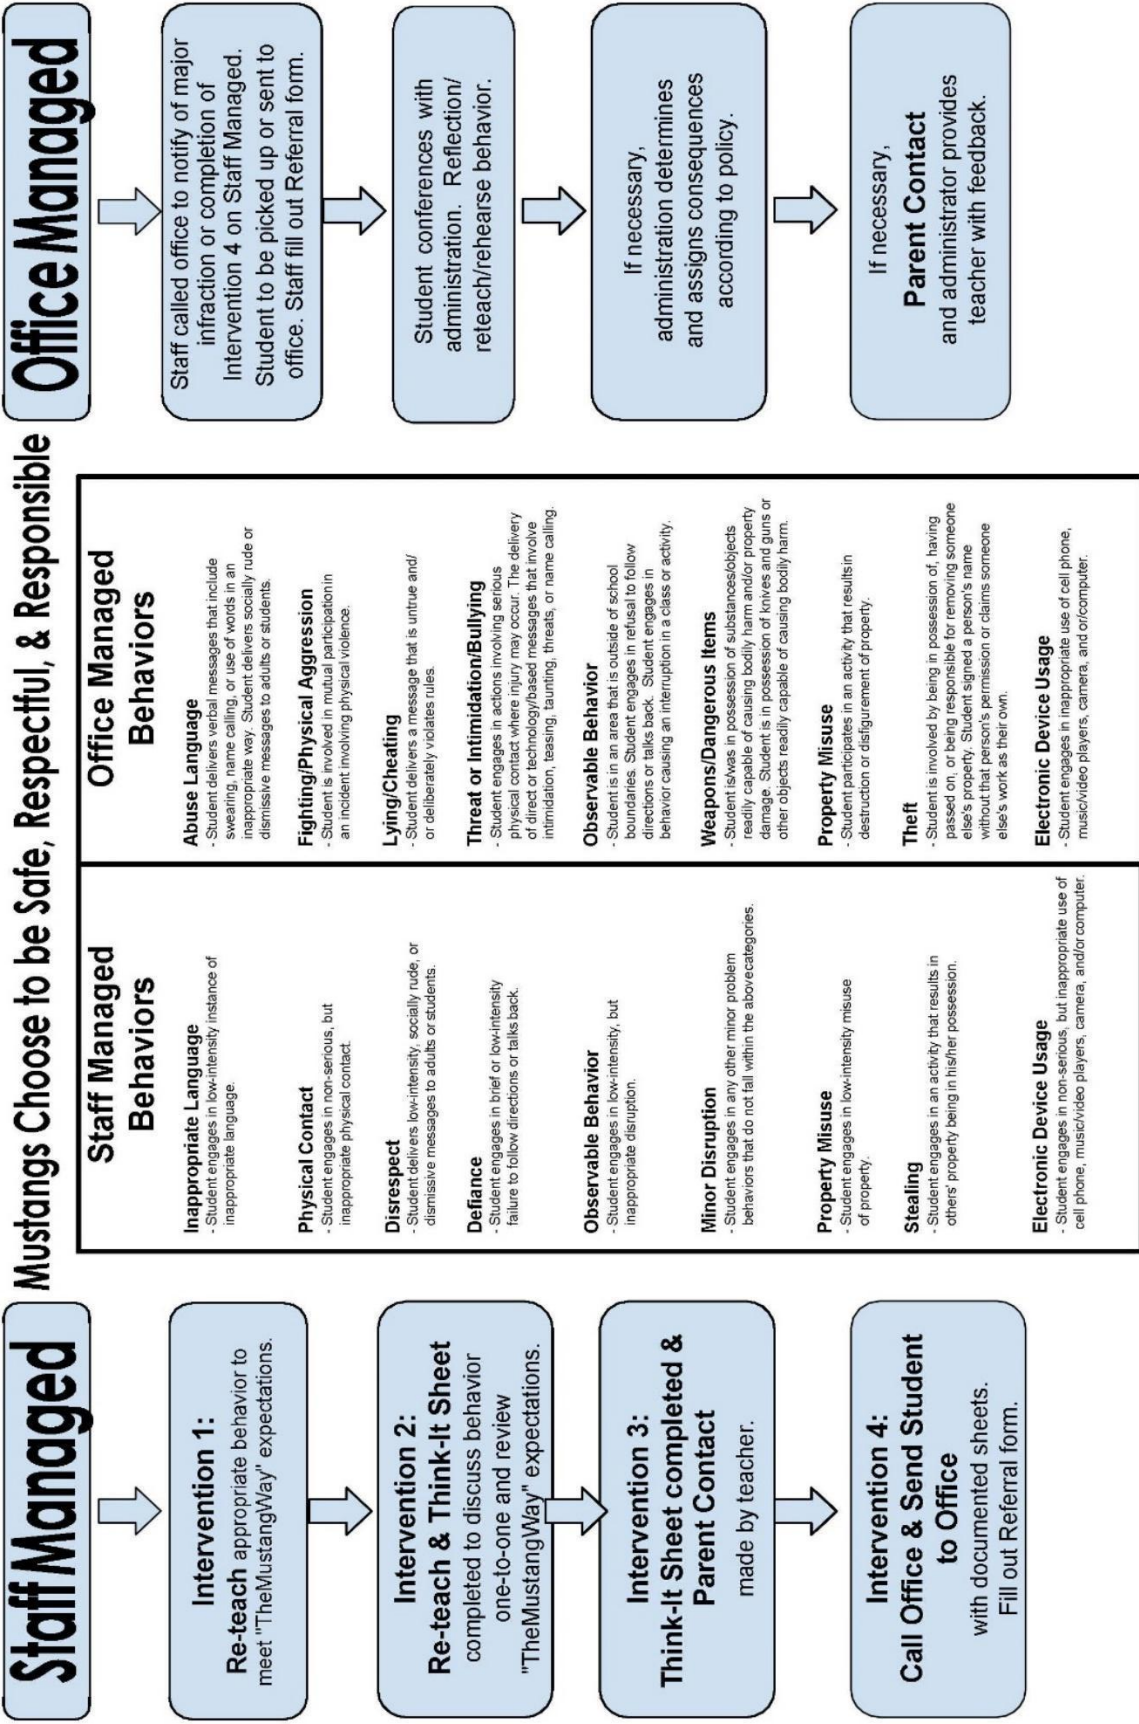 Mustangs Choose to be Safe, Respectful, & Responsible
Staff Managed
Intervention 1:
Re-teach appropriate behavior to
meet "TheMustangWay" expectations.
Intervention 2:
Re-teach & Think-It Sheet
completed to discuss behavior
one-to-one and review
"TheMustangWay" expectations.
Intervention 3:
Think-It Sheet completed &
Parent Contact
made by teacher.
Intervention 4:
Call Office & Send Student
to Office
with documented sheets.
Fill out Referral form.
Staff Managed
Behaviors
Inappropriate Language
- Student engages in low-intensity instance of
inappropriate language.
Physical Contact
- Student engages in non-serious, but
inappropriate physical contact.
Disrespect
- Student delivers low-intensity, socially rude, or
dismissive messages to adults or students.
Defiance
- Student engages in brief or low-intensity
failure to follow directions or talks back.
Observable Behavior
- Student engages in low-intensity, but
inappropriate disruption.
Minor Disruption
- Student engages in any other minor problem
behaviors that do not fall within the abovecategories.
Property Misuse
- Student engages in low-intensity misuse
of property.
Stealing
- Student engages in an activity that results in
others' property being in his/her possession.
Electronic Device Usage
- Student engages in non-serious, but inappropriate use of
cell phone, music/video players, camera, and/or computer.
Office Managed
Behaviors
Abuse Language
- Student delivers verbal messages that include
swearing, name calling, or use of words in an
inappropriate way. Student delivers socially rude or
dismissive messages to adults or students.
Fighting/Physical Aggression
- Student is involved in mutual participationin
an incident involving physical violence.
Lying/Cheating
- Student delivers a message that is untrue and/
or deliberately violates rules.
Threat or Intimidation/Bullying
- Student engages in actions involving serious
physical contact where injury may occur. The delivery
of direct or technology/based messages that involve
intimidation, teasing, taunting, threats, or name calling.
Observable Behavior
- Student is in an area that is outside of school
boundaries. Student engages in refusal to follow
directions or talks back. Student engages in
behavior causing an interruption in a class or activity.
Weapons/Dangerous Items
- Student is/was in possession of substances/objects
readily capable of causing bodily harm and/or property
damage. Student is in possession of knives and guns or
other objects readily capable of causing bodily harm.
Property Misuse
- Student participates in an activity that resultsin
destruction or disfigurement of property.
Theft
- Student is involved by being in possession of, having
passed on, or being responsible for removing someone
else's property. Student signed a person's name
without that person's permission or claims someone
else's work as their own.
Electronic Device Usage
- Student engages in inappropriate use of cell phone,
music/video players, camera, and/or computer.
Office Managed
Staff called office to notify of major
infraction or completion of
Intervention 4 on Staff Managed.
Student to be picked up or sent to
office. Staff fill out Referral form.
Student conferences with
administration. Reflection/
reteach/rehearse behavior.
If necessary,
administration determines
and assigns consequences
according to policy.
If necessary,
Parent Contact
and administrator provides
teacher with feedback.